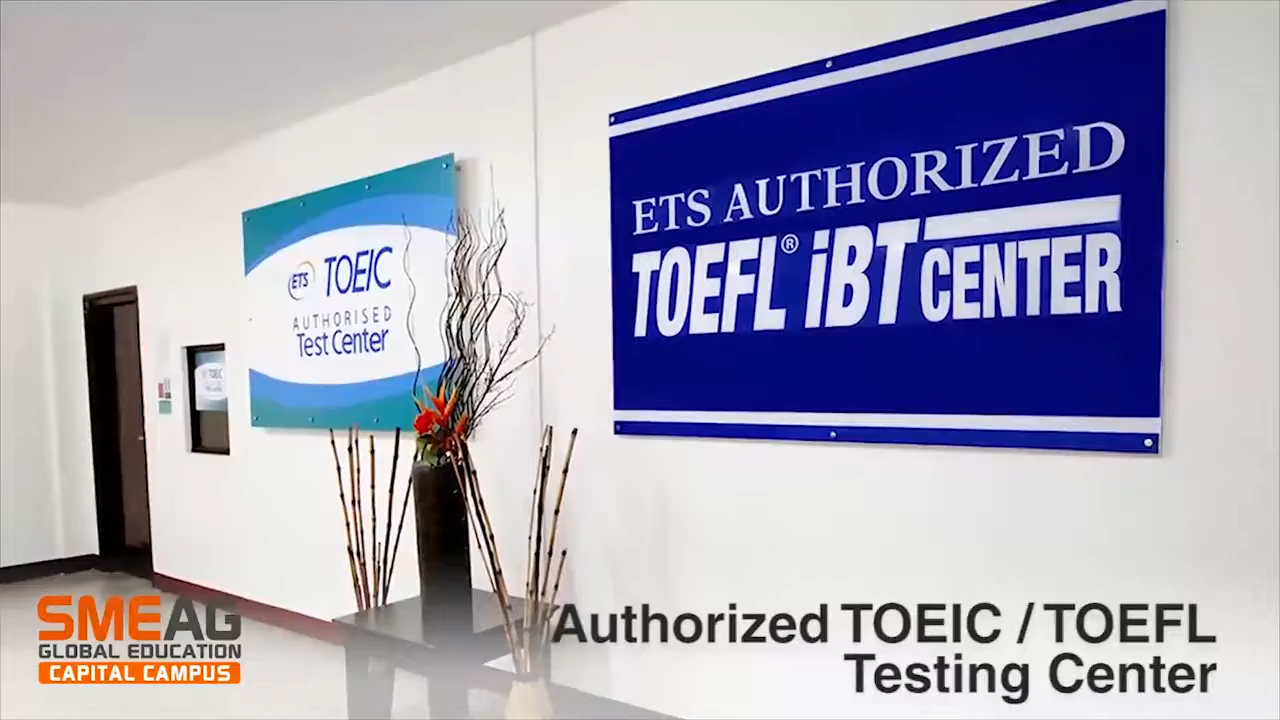 ETS AUTHORIZED
TOEFL® iBT CENTER
ETS TOEIC
AUTHORISED
Test Center
TOEIC
SMEAG
GLOBAL EDUCATION
CAPITAL CAMPUS
Authorized TOEIC / TOEFL
Testing Center